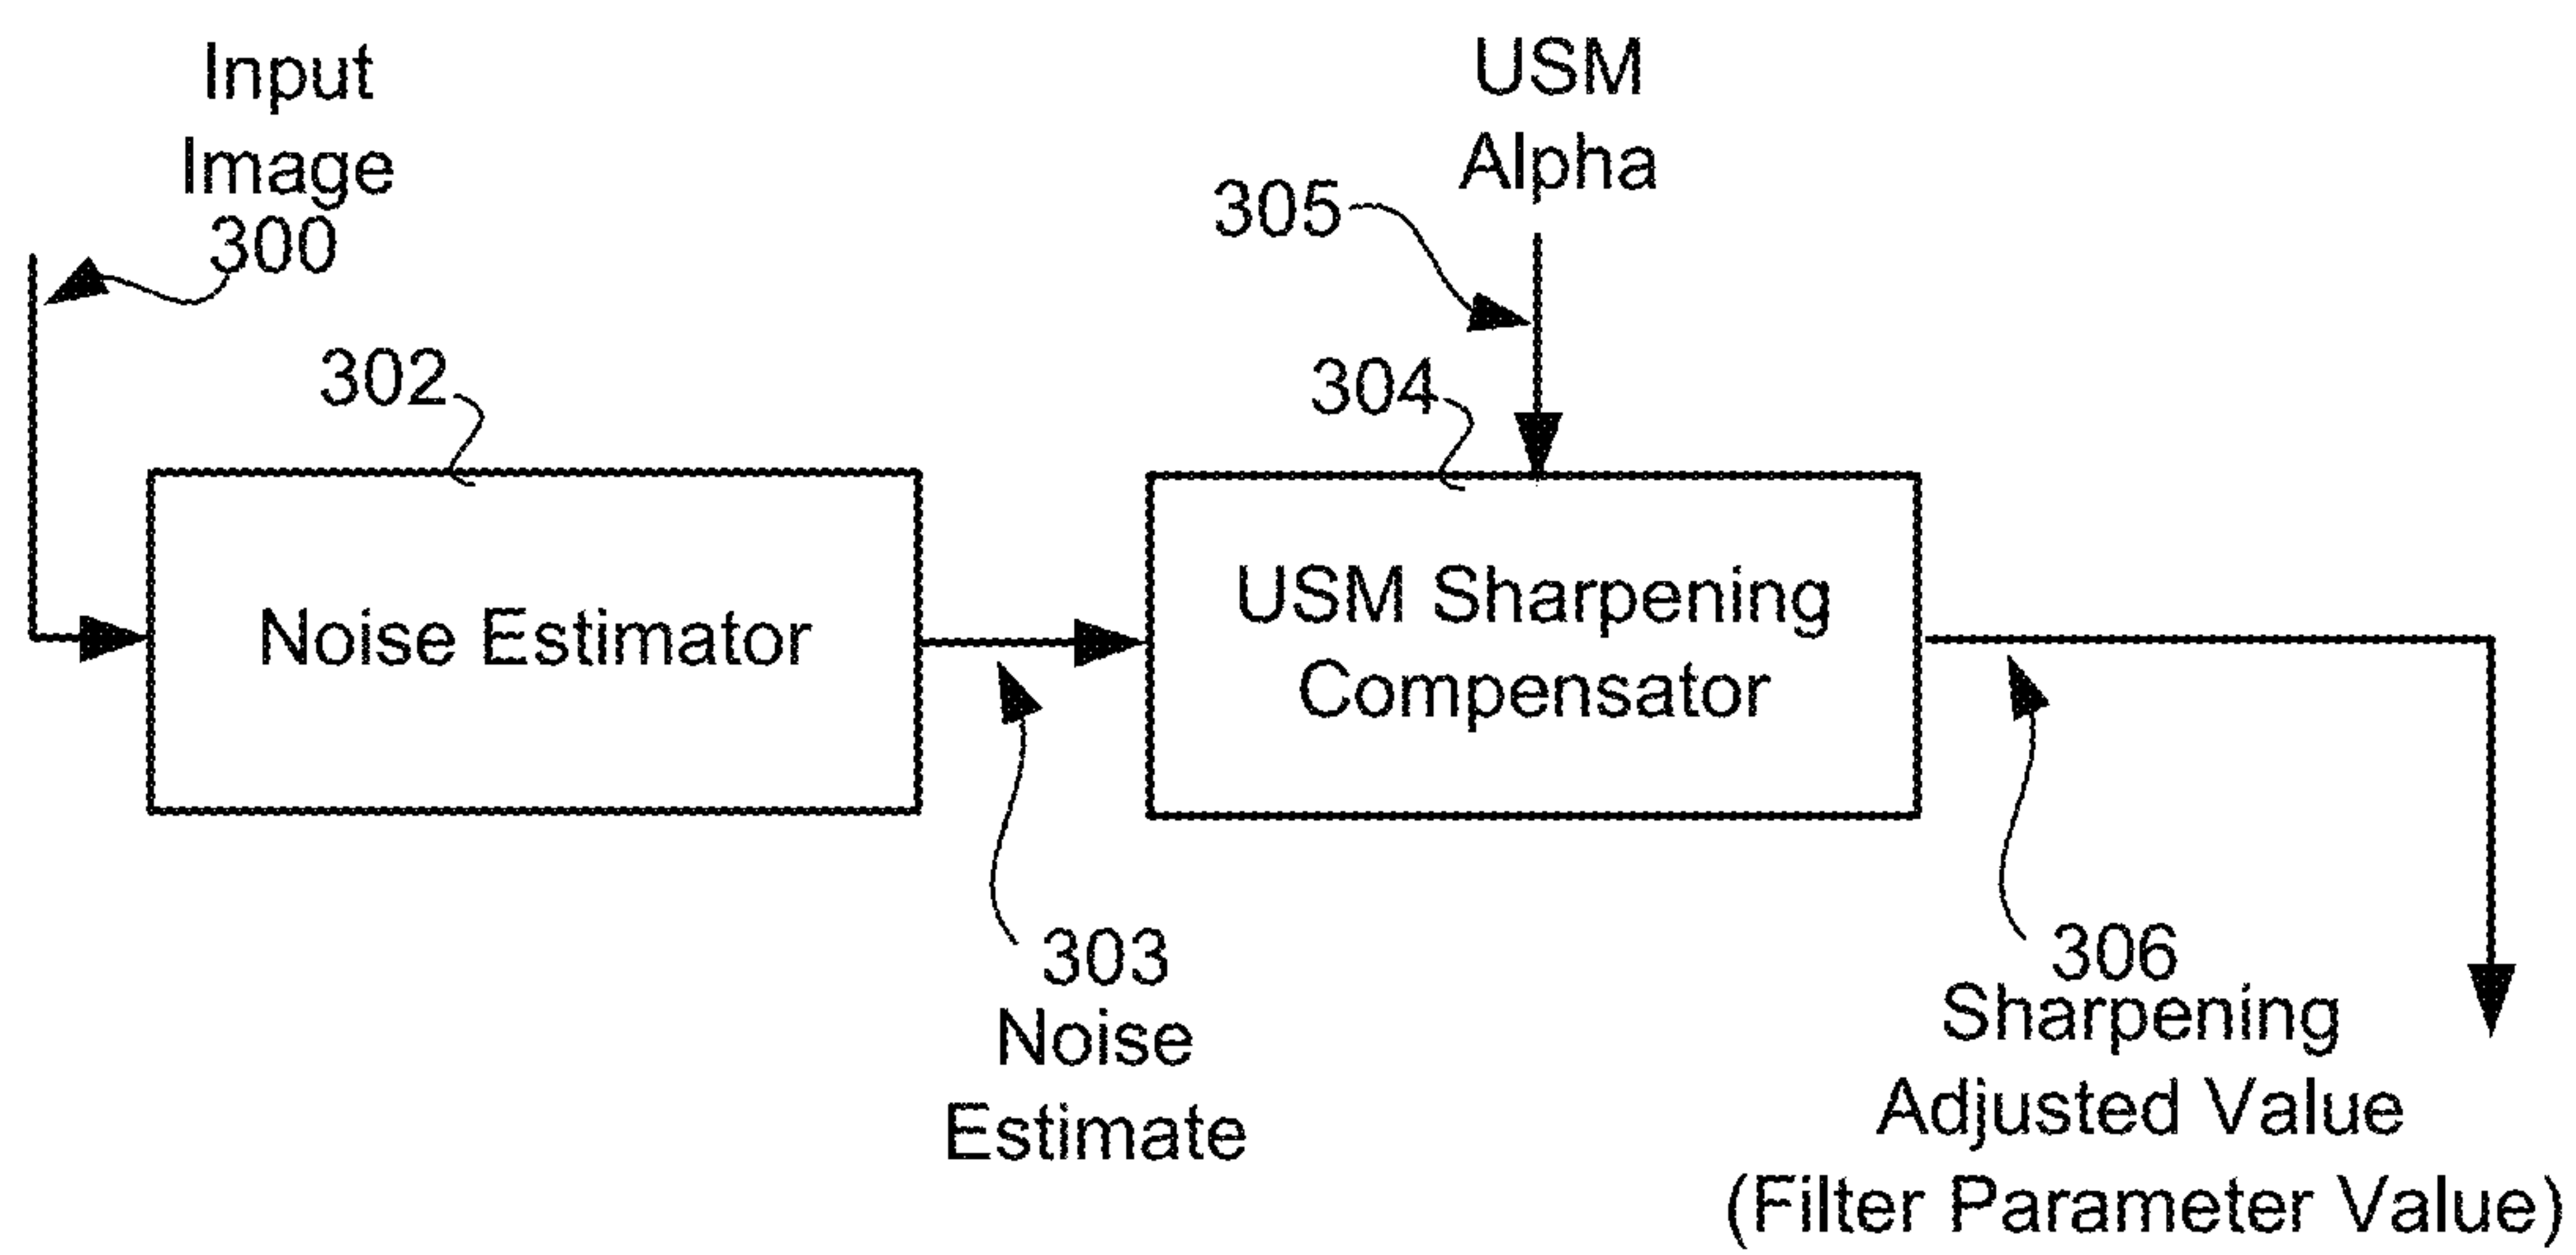 Input
Image
300
USM
Alpha
305
302
304
Noise Estimator
USM Sharpening
Compensator
303
Noise
Estimate
306
Sharpening
Adjusted Value
(Filter Parameter Value)